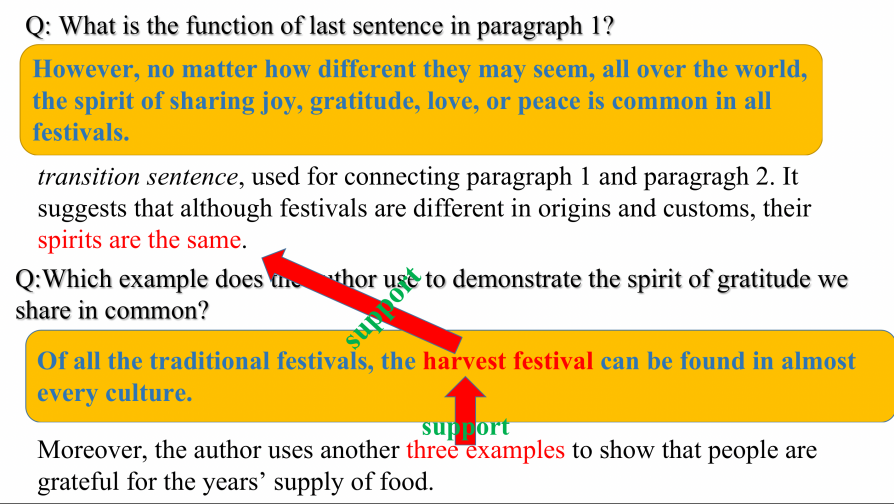 Q: What is the function of last sentence in paragraph 1?
However, no matter how different they may seem, all over the world,
the spirit of sharing joy, gratitude, love, or peace is common in all
festivals.
transition sentence, used for connecting paragraph 1 and paragragh 2. It
suggests that although festivals are different in origins and customs, their
spirits are the same.
Q:Which example does the author use to demonstrate the spirit of gratitude we
share in common?
support
Of all the traditional festivals, the harvest festival can be found in almost
every culture.
support
Moreover, the author uses another three examples to show that people are
grateful for the years’ supply of food.